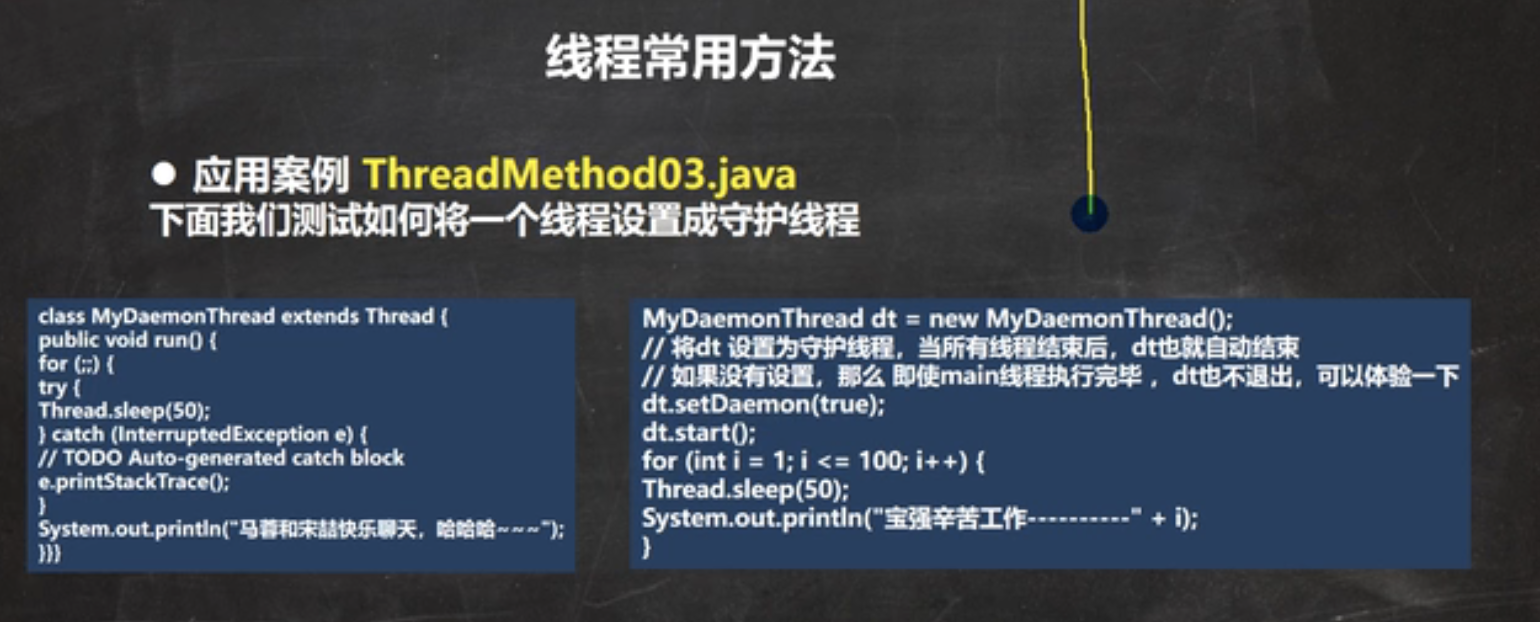 线程常用方法
● 应用案例 ThreadMethod03.java
下面我们测试如何将一个线程设置成守护线程
class MyDaemonThread extends Thread {
public void run() {
for (;;) {
try {
Thread.sleep(50);
} catch (InterruptedException e) {
// TODO Auto-generated catch block
e.printStackTrace();
}
System.out.println("马蓉和宋喆快乐聊天，哈哈哈~~~");
}}}
MyDaemonThread dt = new MyDaemonThread();
// 将dt 设置为守护线程，当所有线程结束后，dt也就自动结束
// 如果没有设置，那么 即使main线程执行完毕 ，dt也不退出，可以体验一下
dt.setDaemon(true);
dt.start();
for (int i = 1; i <= 100; i++) {
Thread.sleep(50);
System.out.println("宝强辛苦工作----------" + i);
}